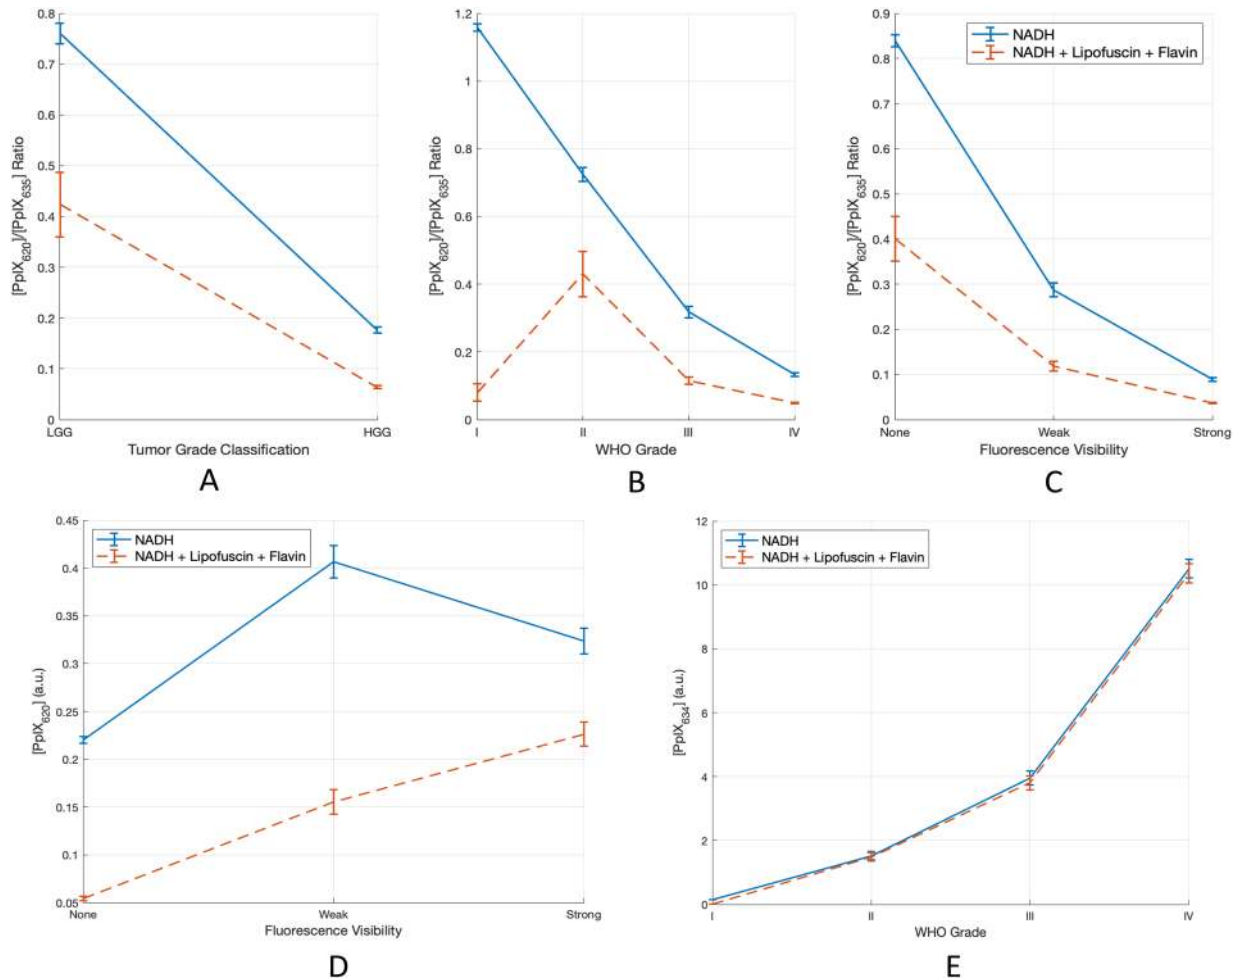 0.8
0.7
0.6
0.5
0.4
0.3
0.2
0.1
0
[PpIX620]/[PpIX635] Ratio
LGG HGG
Tumor Grade Classification
A
1.2
1
0.8
0.6
0.4
0.2
0
[PpIX620]/[PpIX635] Ratio
I II III IV
WHO Grade
B
0.9
0.8
0.7
0.6
0.5
0.4
0.3
0.2
0.1
0
[PpIX620]/[PpIX635] Ratio
NADH
NADH + Lipofuscin + Flavin
None Weak Strong
Fluorescence Visibility
C
0.45
0.4
0.35
0.3
0.25
0.2
0.15
0.1
0.05
[PpIX620] (a.u.)
NADH
NADH + Lipofuscin + Flavin
None Weak Strong
Fluorescence Visibility
D
12
10
8
6
4
2
0
[PpIX634] (a.u.)
NADH
NADH + Lipofuscin + Flavin
I II III IV
WHO Grade
E